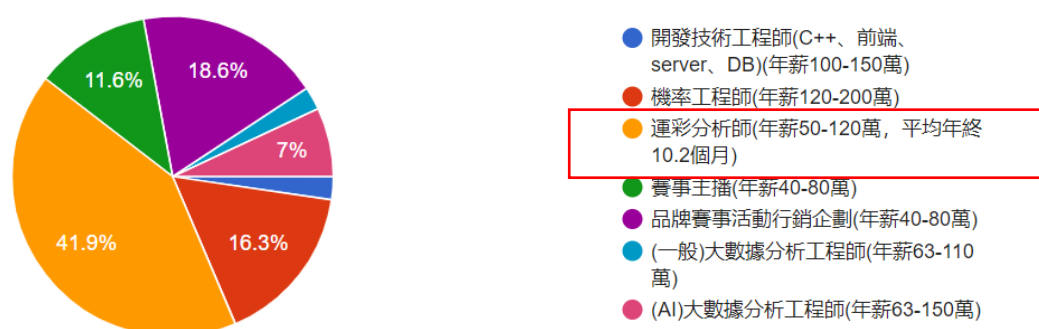 11.6%
18.6%
7%
41.9%
16.3%
開發技術工程師(C++、前端、
server、DB)(年薪100-150萬)
機率工程師(年薪120-200萬)
運彩分析師(年薪50-120萬，平均年終
10.2個月)
賽事主播(年薪40-80萬)
品牌賽事活動行銷企劃(年薪40-80萬)
(一般)大數據分析工程師(年薪63-110
萬)
(AI)大數據分析工程師(年薪63-150萬)